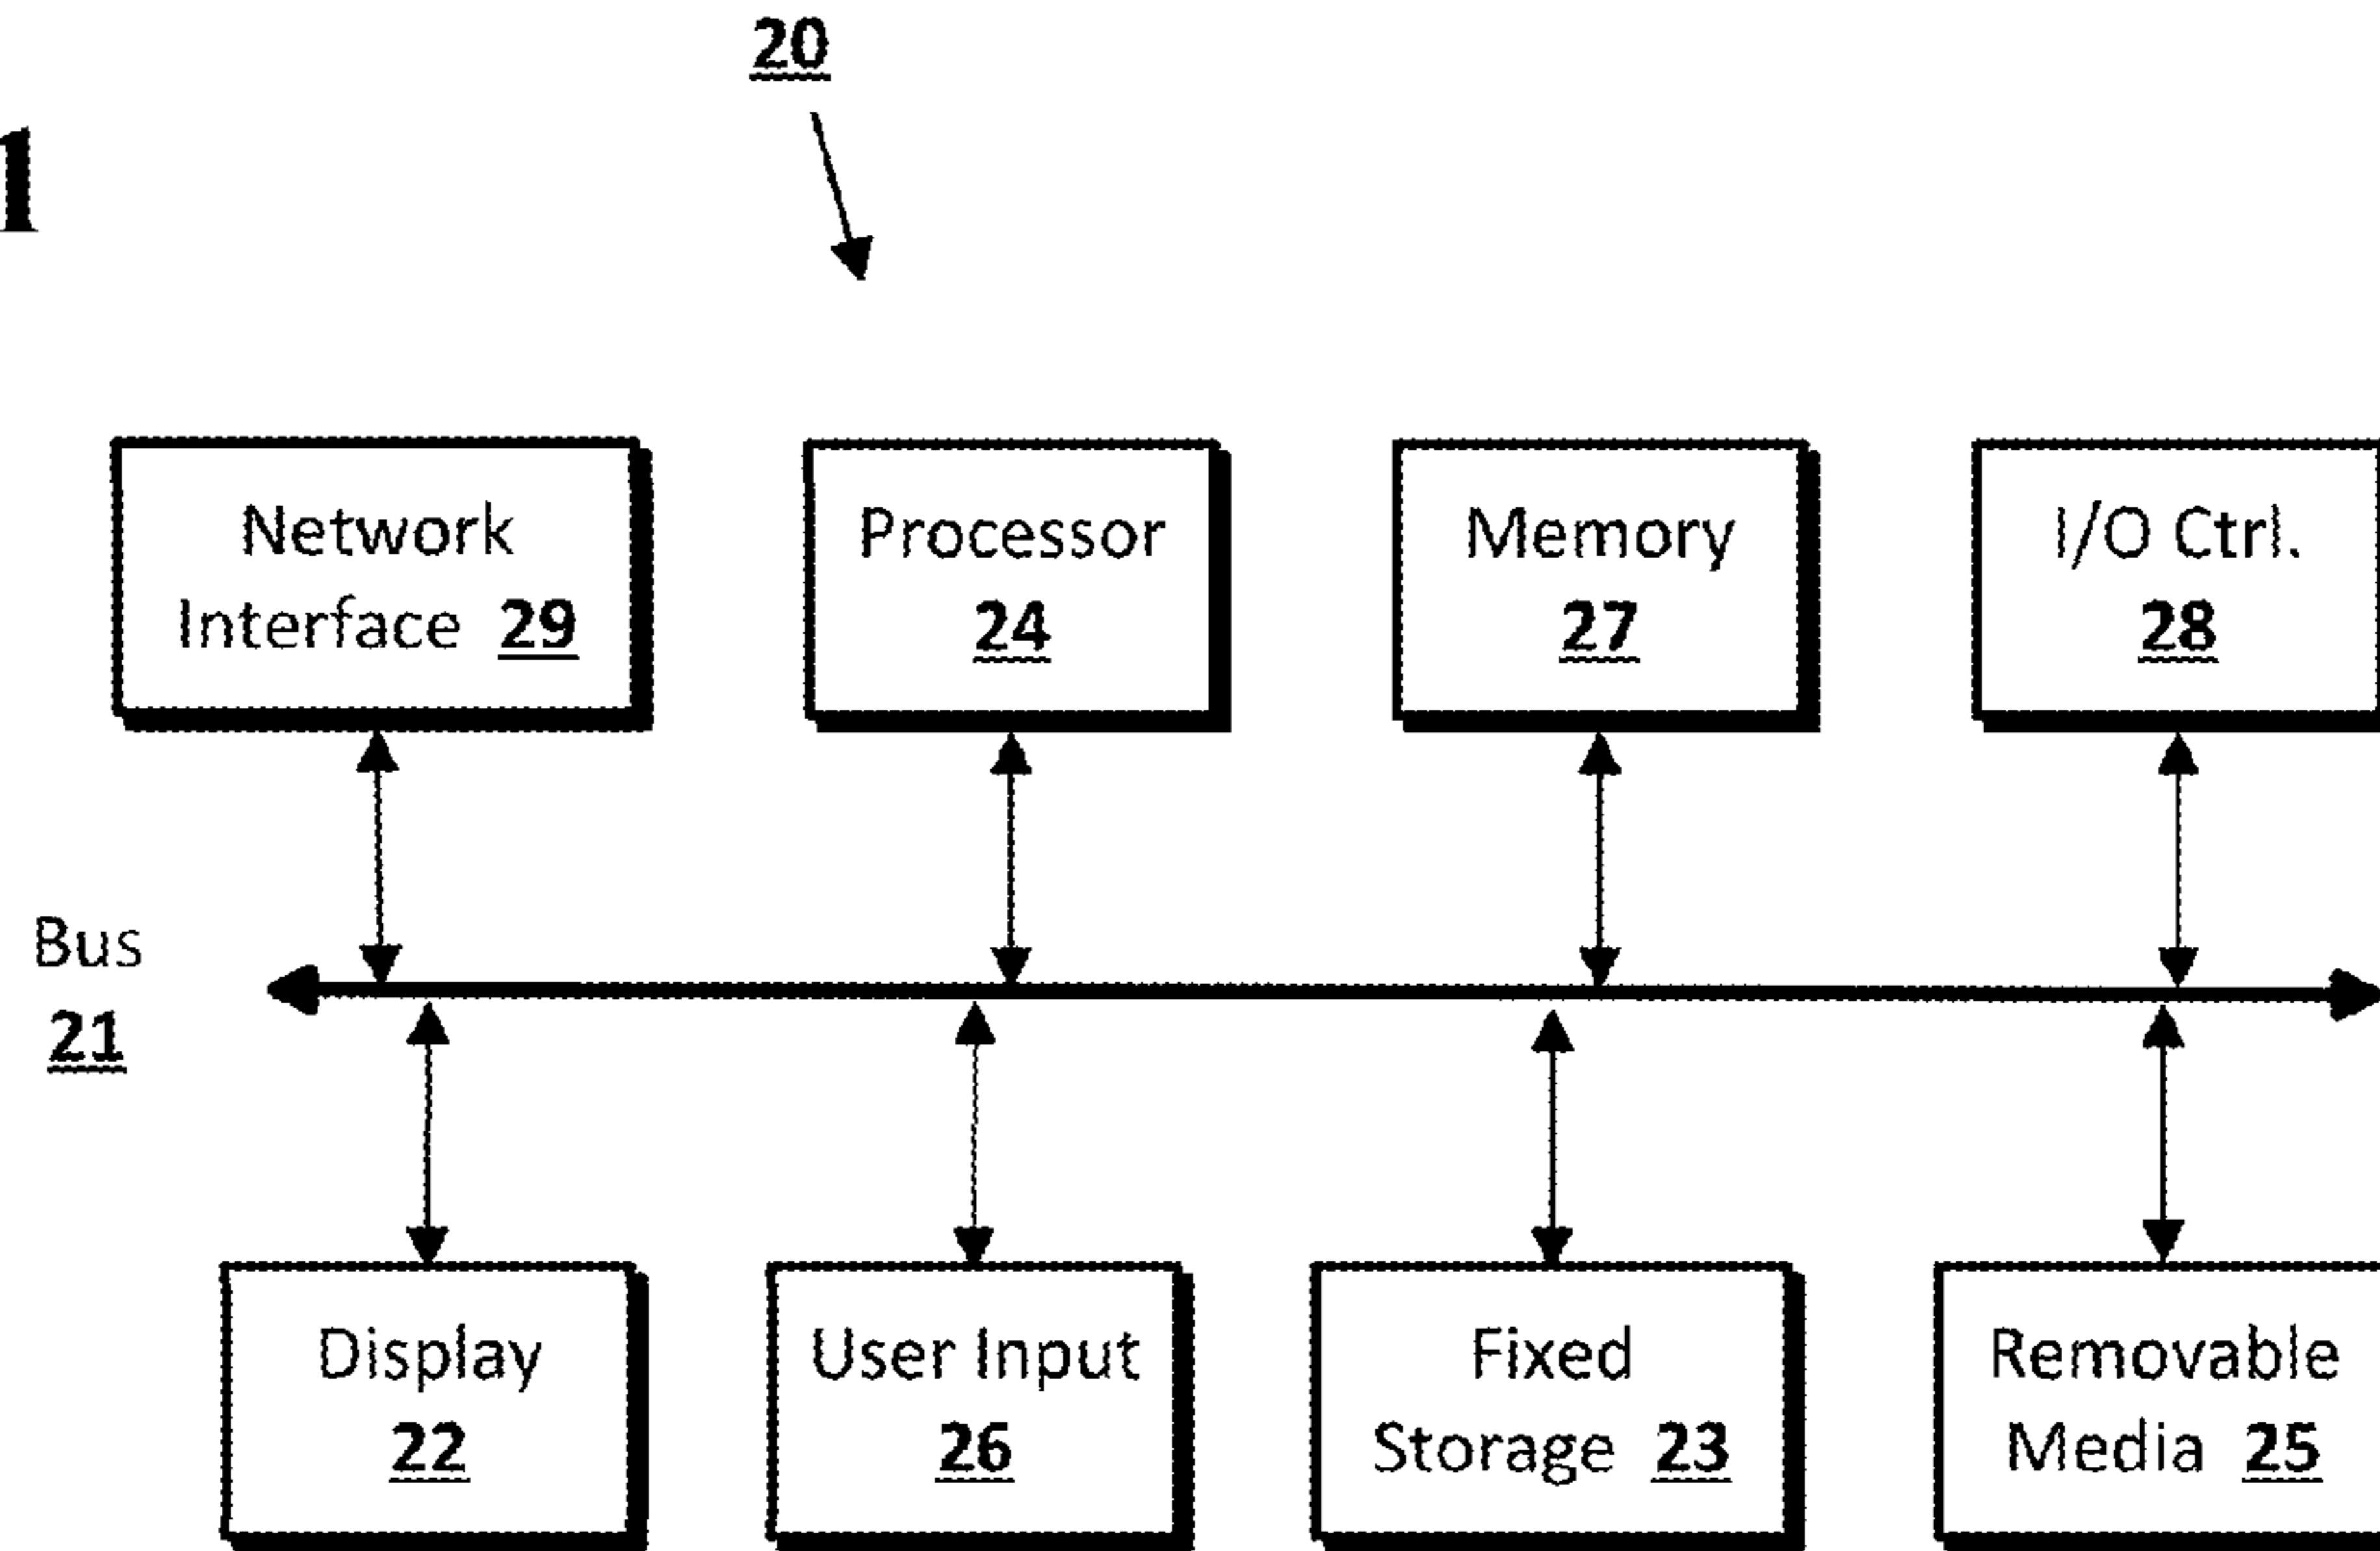 20
1
Network
Interface 29
Processor
24
Memory
27
I/O Ctrl.
28
Bus
21
Display
22
User Input
26
Fixed
Storage 23
Removable
Media 25